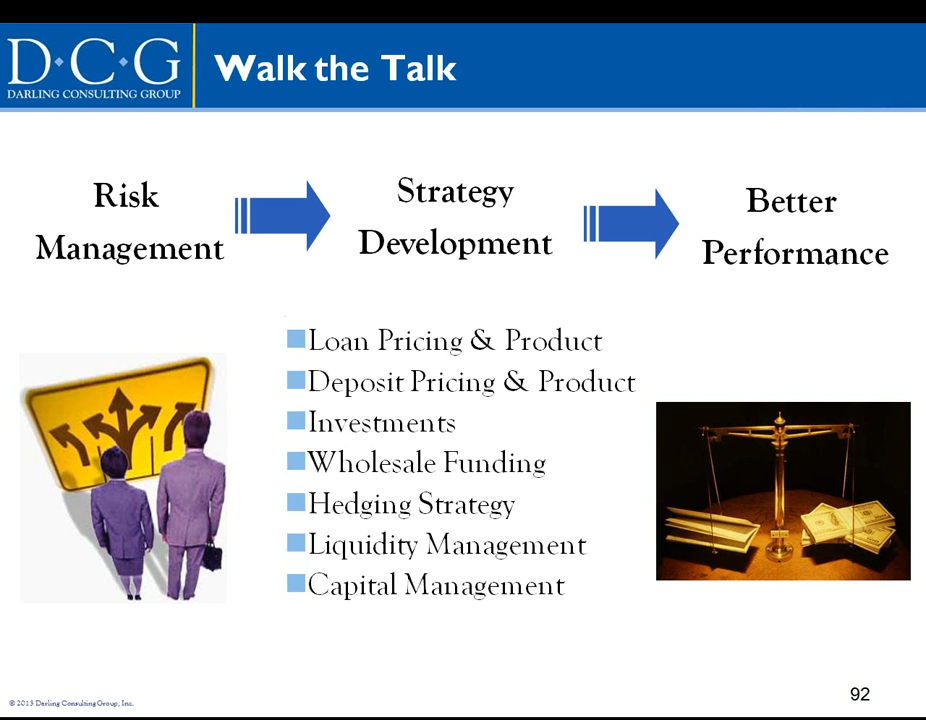 D·C·G
DARLING CONSULTING GROUP
Walk the Talk
Risk
Management
Strategy
Development
Better
Performance
Loan Pricing & Product
Deposit Pricing & Product
Investments
Wholesale Funding
Hedging Strategy
Liquidity Management
Capital Management
© 2013 Darling Consulting Group, Inc.
92